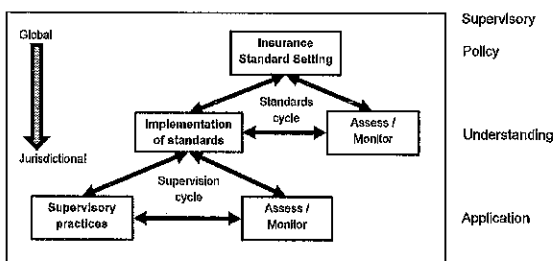 Supervisory
Global
Insurance
Standard Setting
Policy
Standards
cycle
Implementation
of standards
Assess /
Monitor
Understanding
Jurisdictional
Supervision
cycle
Supervisory
practices
Assess /
Monitor
Application